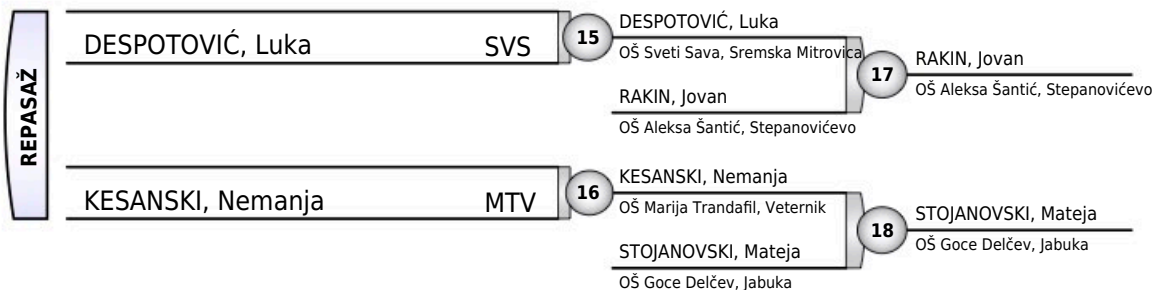 REPASAŽ
DESPOTOVIĆ, Luka SVS
15
DESPOTOVIĆ, Luka
OŠ Sveti Sava, Sremska Mitrovica
RAKIN, Jovan
OŠ Aleksa Šantić, Stepanovićevo
17
RAKIN, Jovan
OŠ Aleksa Šantić, Stepanovićevo
KESANSKI, Nemanja MTV
16
KESANSKI, Nemanja
OŠ Marija Trandafil, Veternik
STOJANOVSKI, Mateja
OŠ Goce Delčev, Jabuka
18
STOJANOVSKI, Mateja
OŠ Goce Delčev, Jabuka